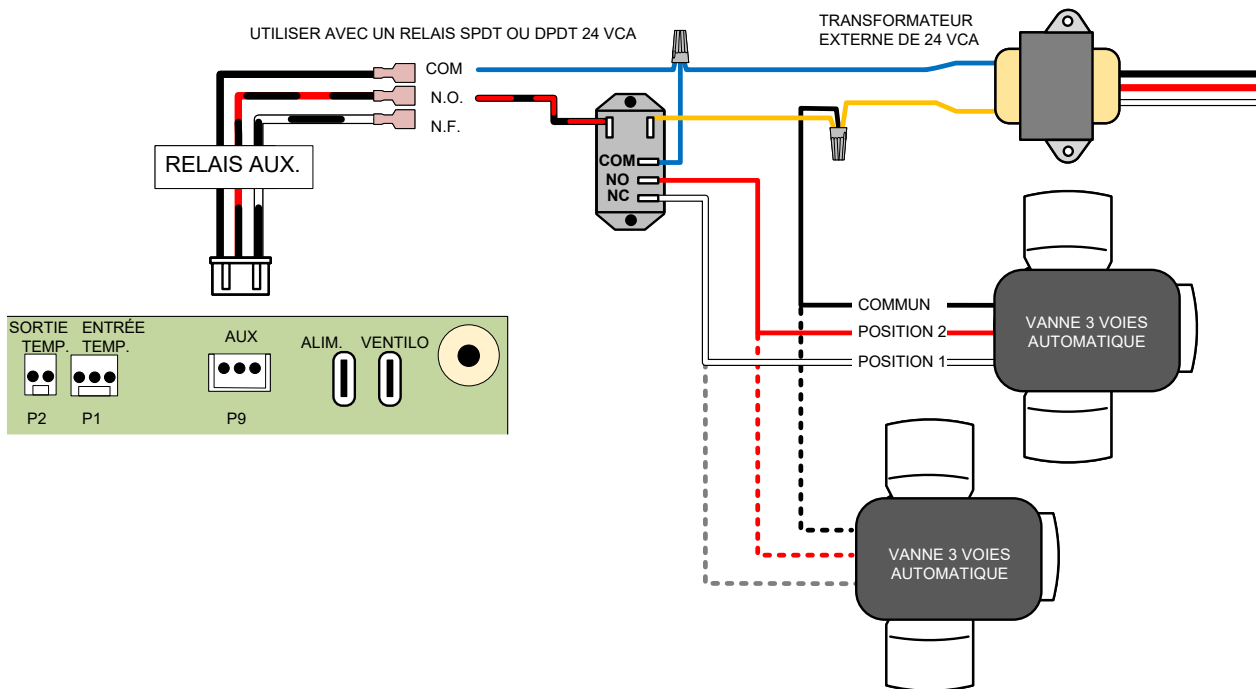 UTILISER AVEC UN RELAIS SPDT OU DPDT 24 VCA
TRANSFORMATEUR
EXTERNE DE 24 VCA
COM
N.O.
N.F.
RELAIS AUX.
COM
NO
NC
COMMUN
POSITION 2
POSITION 1
VANNE 3 VOIES
AUTOMATIQUE
SORTIE
TEMP.
ENTRÉE
TEMP.
AUX
ALIM.
VENTILO
P2
P1
P9
VANNE 3 VOIES
AUTOMATIQUE